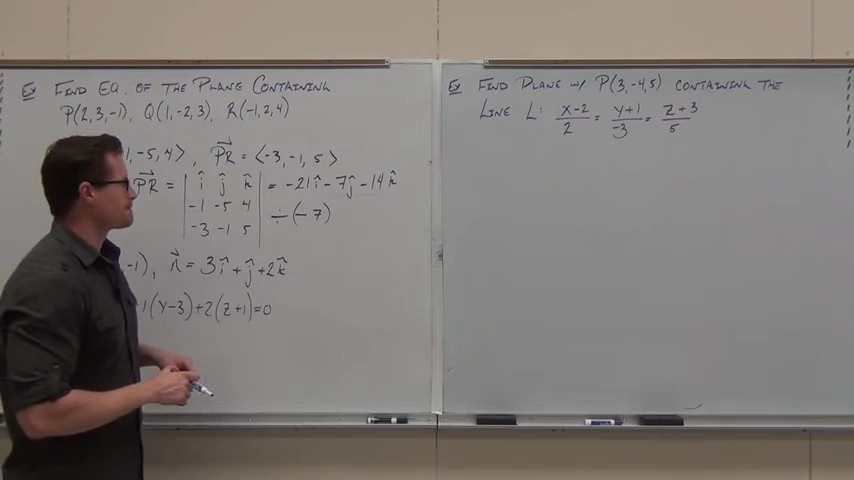 Ex Find Eq. of the Plane Containing
P(2,3,-1), Q(1,-2,3), R(-1,2,4)
1,-5,4>, PR⃗ = <-3,-1,5>
PR⃗ = | î ĵ k̂ | = -21î -7ĵ -14k̂
-1 -5 4
-3 -1 5
÷(-7)
-1), n⃗ = 3î+ĵ+2k̂
1(y-3)+2(z+1)=0
Ex Find Plane w/ P(3,-4,5) containing the
Line L: x-2/2 = y+1/-3 = z+3/5